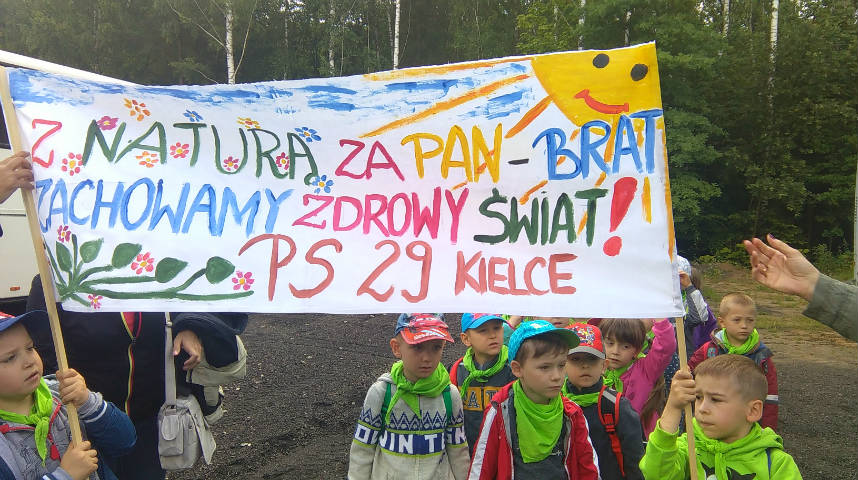 Z NATURĄ ZA PAN-BRAT
ZACHOWAMY ZDROWY ŚWIAT!
PS 29 KIELCE